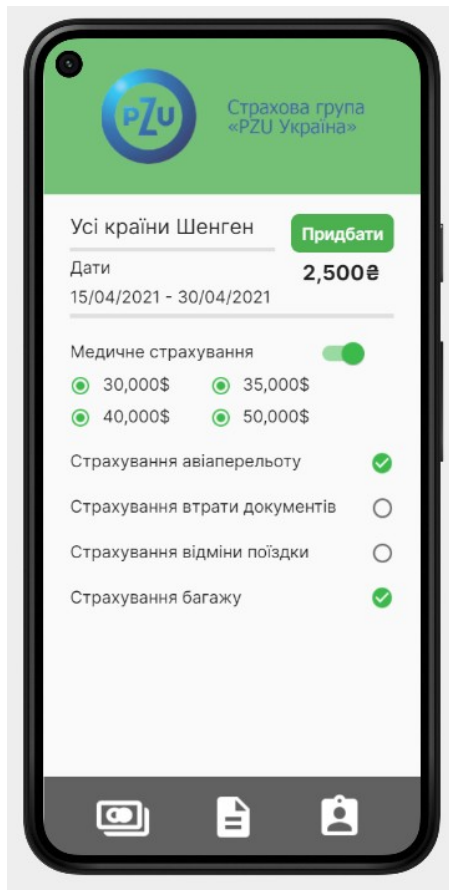 PZU
Страхова група
«PZU Україна»
Усі країни Шенген
Придбати
Дати
2,500₴
15/04/2021 - 30/04/2021
Медичне страхування
30,000$ 35,000$
40,000$ 50,000$
Страхування авіаперельоту
Страхування втрати документів
Страхування відміни поїздки
Страхування багажу